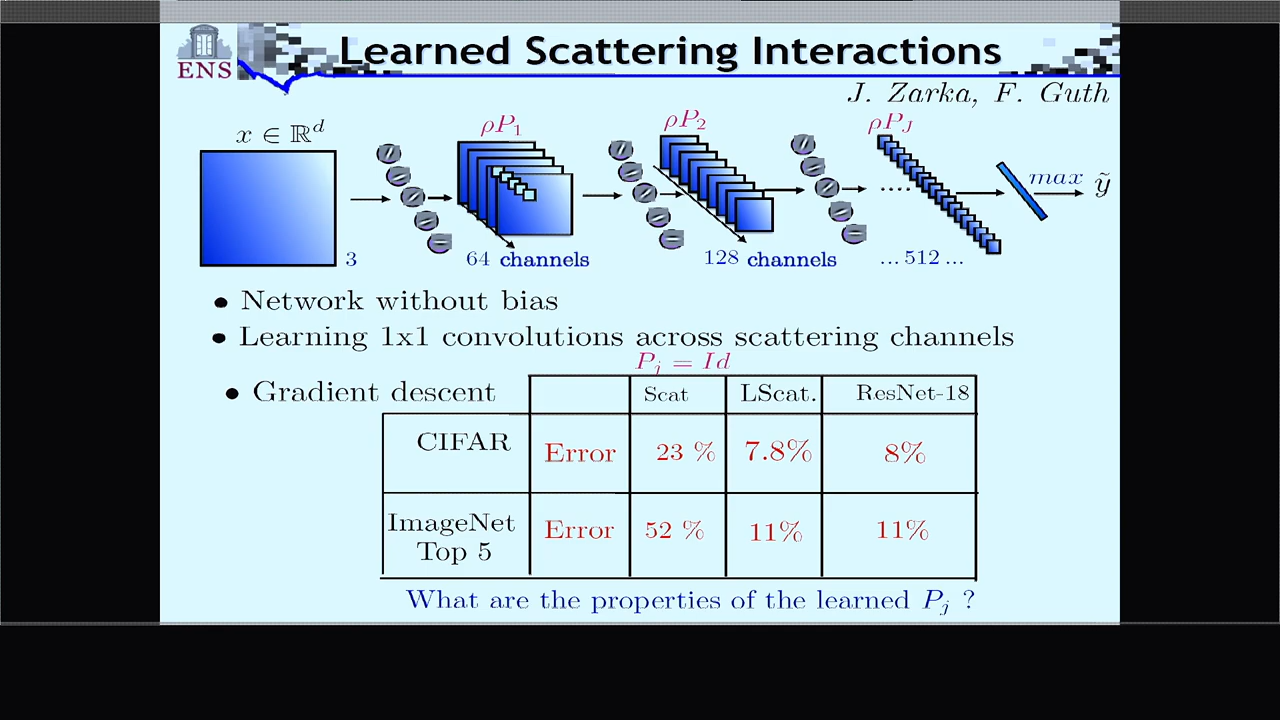 ENS
Learned Scattering Interactions
J. Zarka, F. Guth
x ∈ ℝᵈ
ρP₁
ρP₂
ρP_J
....
max ỹ
3
64 channels
128 channels
... 512 ...
• Network without bias
• Learning 1x1 convolutions across scattering channels
P_j = Id
• Gradient descent
Scat LScat. ResNet-18
CIFAR Error 23 % 7.8% 8%
ImageNet Error 52 % 11% 11%
Top 5
What are the properties of the learned P_j ?